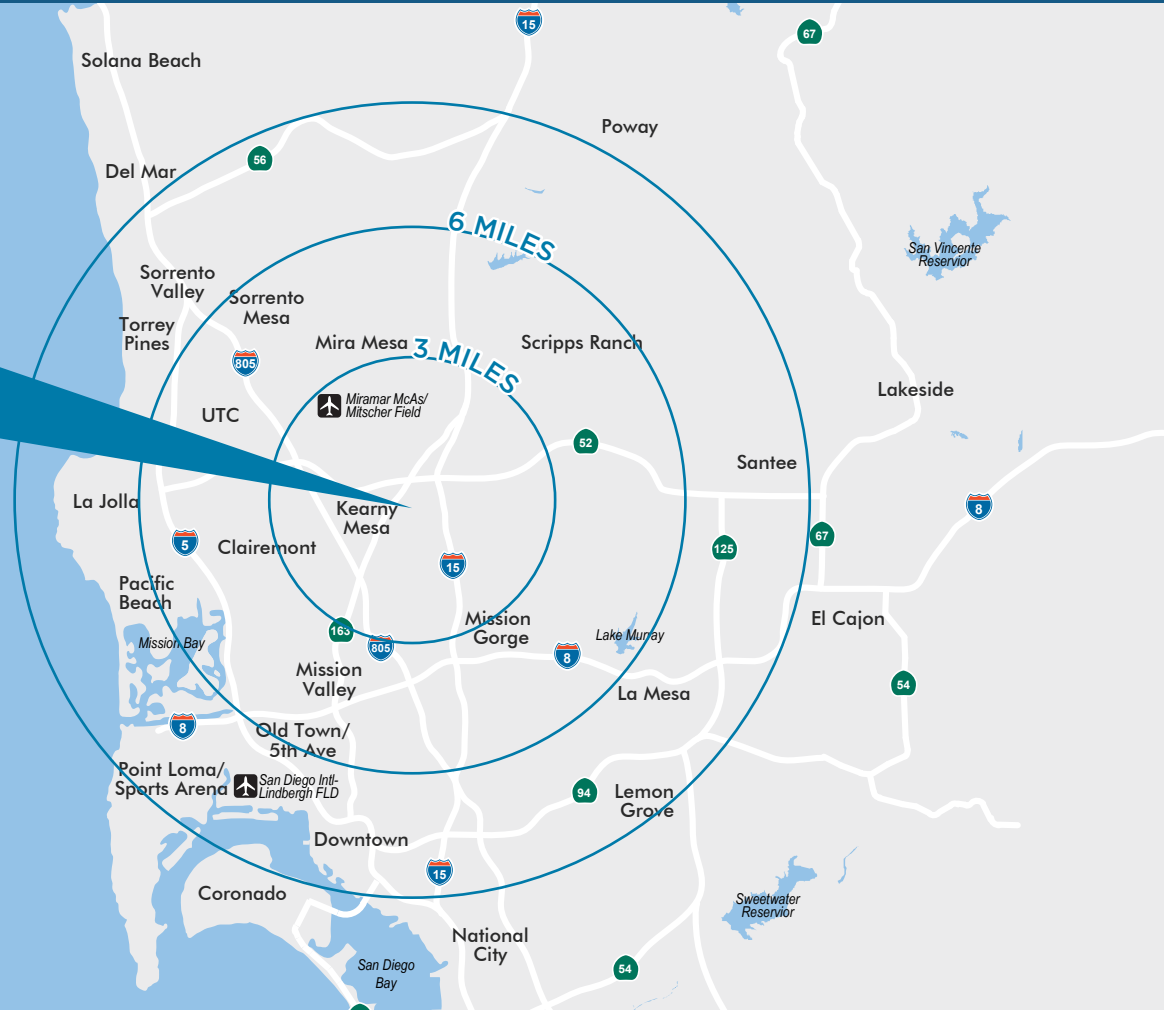 15
67
Solana Beach
Poway
56
Del Mar
6 MILES
San Vincente
Reservior
Sorrento
Valley
Sorrento
Mesa
Torrey
Pines
Mira Mesa
3 MILES
Scripps Ranch
805
Lakeside
Miramar McAs/
Mitscher Field
UTC
52
Santee
La Jolla
Kearny
Mesa
8
5
Clairemont
125
67
15
Pacific
Beach
Mission
Gorge
El Cajon
163
Mission Bay
Lake Murray
805
8
Mission
Valley
La Mesa
54
8
Old Town/
5th Ave
Point Loma/
Sports Arena
San Diego Intl-
Lindbergh FLD
94
Lemon
Grove
Downtown
15
Coronado
Sweetwater
Reservior
National
City
San Diego
Bay
54